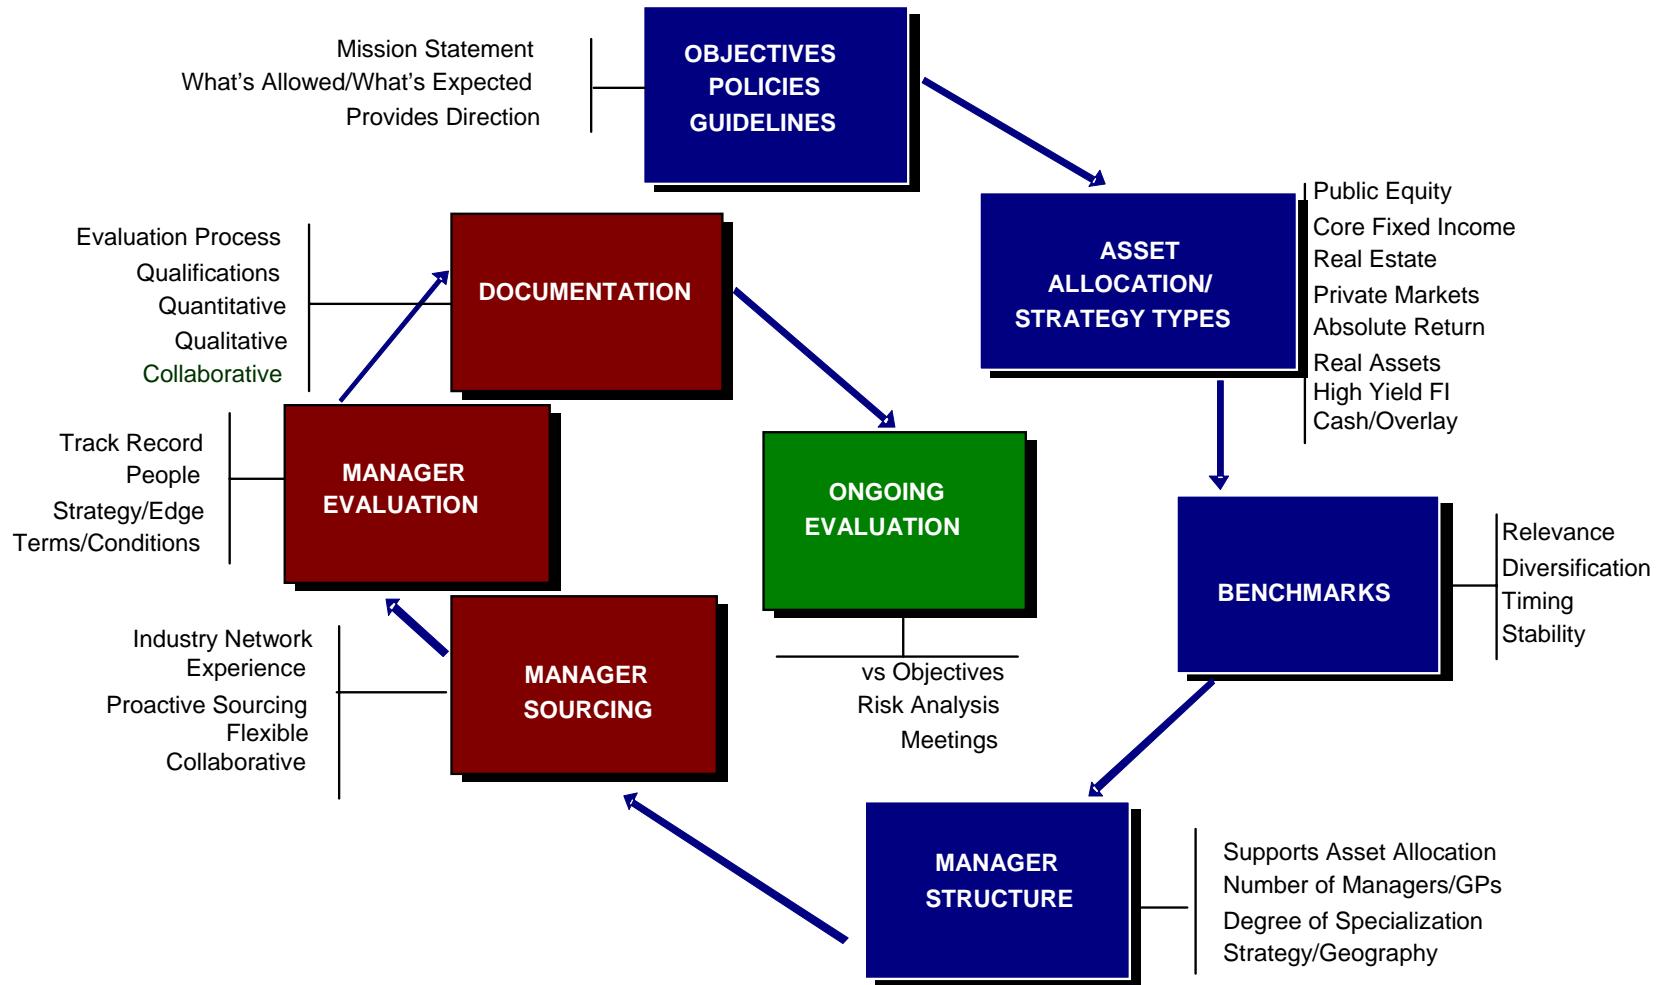 Mission Statement
What's Allowed/What's Expected
Provides Direction
OBJECTIVES
POLICIES
GUIDELINES
ASSET
ALLOCATION/
STRATEGY TYPES
Public Equity
Core Fixed Income
Real Estate
Private Markets
Absolute Return
Real Assets
High Yield FI
Cash/Overlay
BENCHMARKS
Relevance
Diversification
Timing
Stability
MANAGER
STRUCTURE
Supports Asset Allocation
Number of Managers/GPs
Degree of Specialization
Strategy/Geography
Industry Network
Experience
Proactive Sourcing
Flexible
Collaborative
MANAGER
SOURCING
Track Record
People
Strategy/Edge
Terms/Conditions
MANAGER
EVALUATION
Evaluation Process
Qualifications
Quantitative
Qualitative
Collaborative
DOCUMENTATION
ONGOING
EVALUATION
vs Objectives
Risk Analysis
Meetings